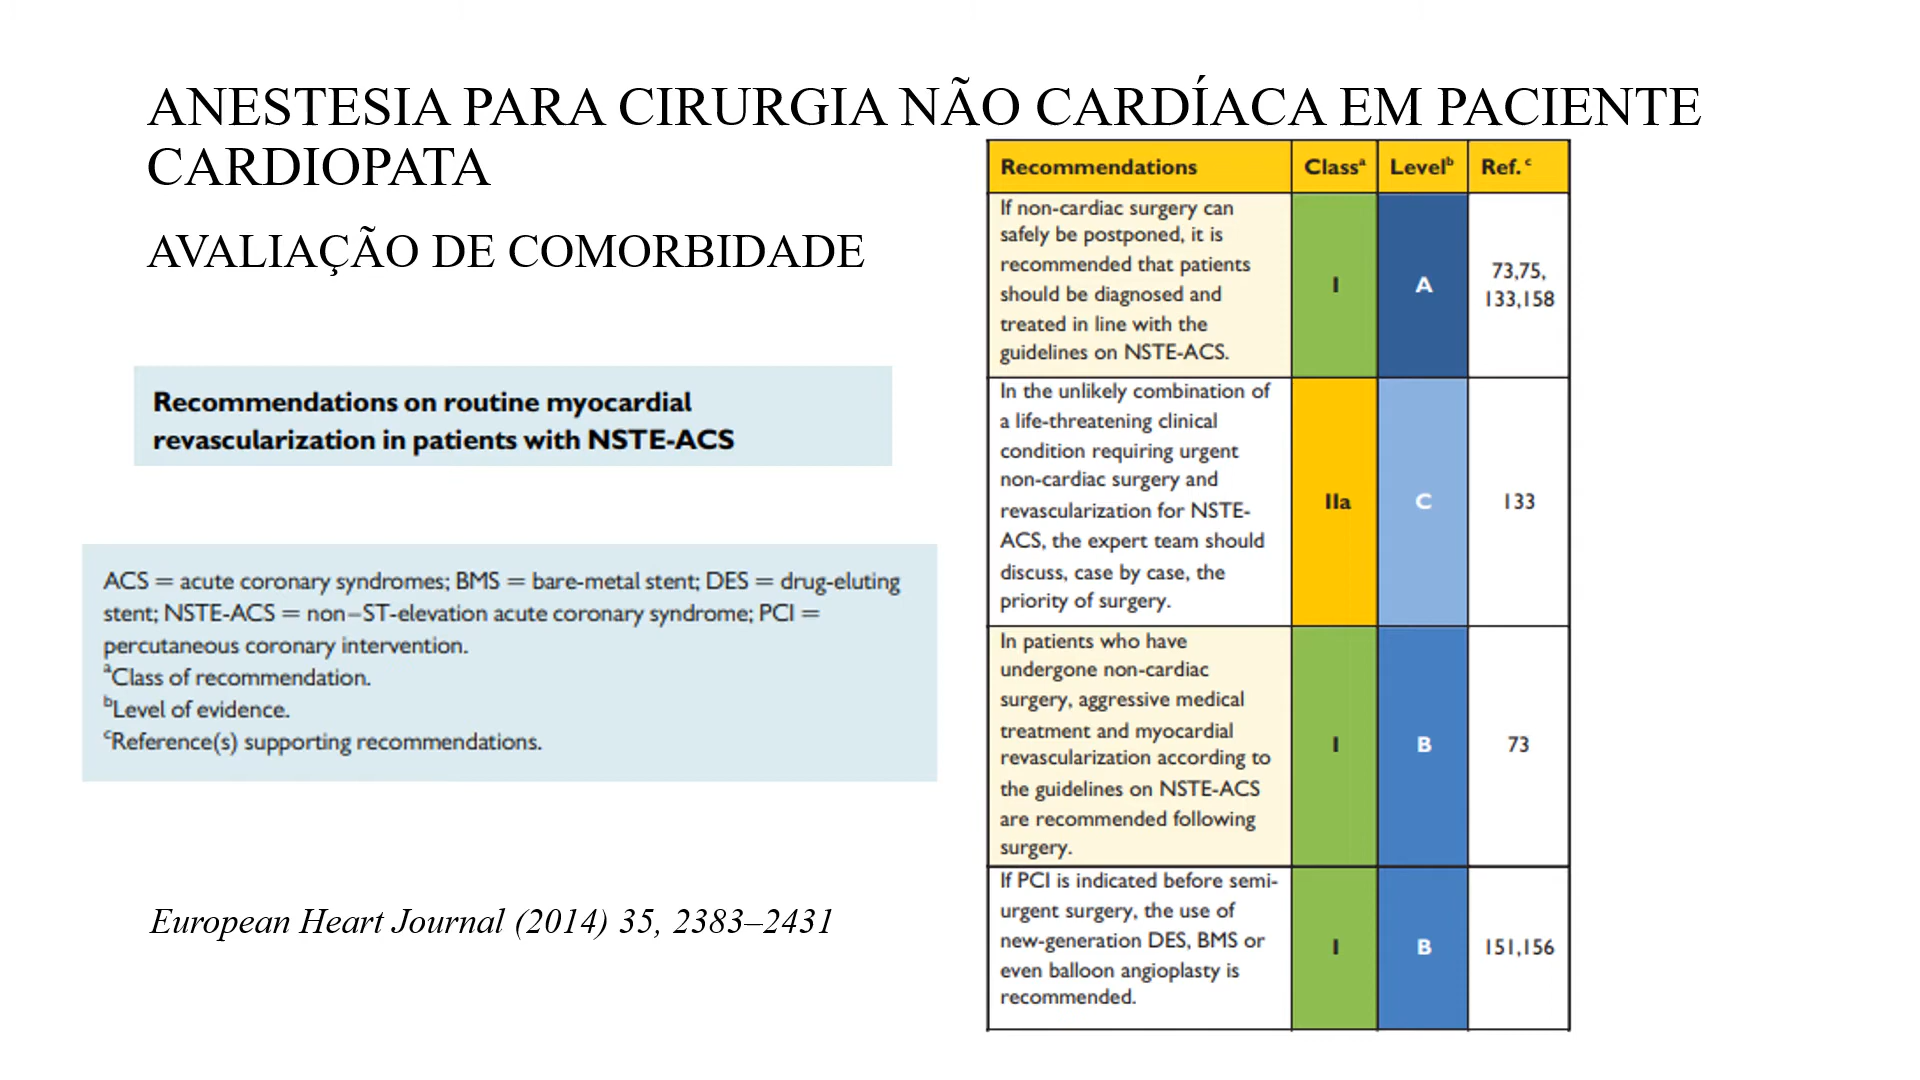 ANESTESIA PARA CIRURGIA NÃO CARDÍACA EM PACIENTE
CARDIOPATA
AVALIAÇÃO DE COMORBIDADE
Recommendations on routine myocardial
revascularization in patients with NSTE-ACS
ACS = acute coronary syndromes; BMS = bare-metal stent; DES = drug-eluting
stent; NSTE-ACS = non–ST-elevation acute coronary syndrome; PCI =
percutaneous coronary intervention.
aClass of recommendation.
bLevel of evidence.
cReference(s) supporting recommendations.
European Heart Journal (2014) 35, 2383–2431
Recommendations Classa Levelb Ref. c
If non-cardiac surgery can
safely be postponed, it is
recommended that patients
should be diagnosed and
treated in line with the
guidelines on NSTE-ACS.
I
A
73,75,
133,158
In the unlikely combination of
a life-threatening clinical
condition requiring urgent
non-cardiac surgery and
revascularization for NSTE-
ACS, the expert team should
discuss, case by case, the
priority of surgery.
IIa
C
133
In patients who have
undergone non-cardiac
surgery, aggressive medical
treatment and myocardial
revascularization according to
the guidelines on NSTE-ACS
are recommended following
surgery.
I
B
73
If PCI is indicated before semi-
urgent surgery, the use of
new-generation DES, BMS or
even balloon angioplasty is
recommended.
I
B
151,156